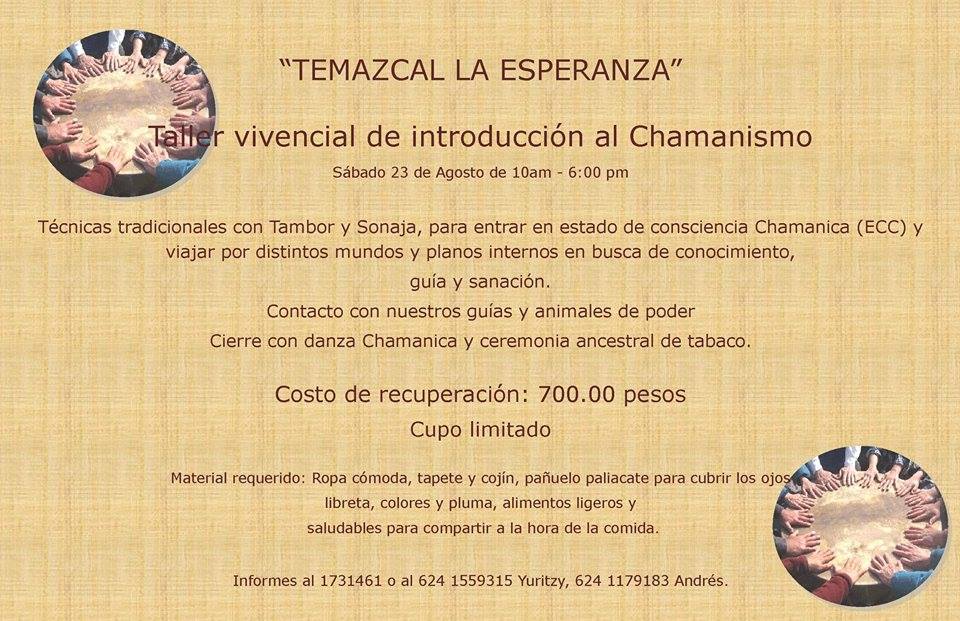 “TEMAZCAL LA ESPERANZA”
Taller vivencial de introducción al Chamanismo
Sábado 23 de Agosto de 10am - 6:00 pm
Técnicas tradicionales con Tambor y Sonaja, para entrar en estado de consciencia Chamanica (ECC) y
viajar por distintos mundos y planos internos en busca de conocimiento,
guía y sanación.
Contacto con nuestros guías y animales de poder
Cierre con danza Chamanica y ceremonia ancestral de tabaco.
Costo de recuperación: 700.00 pesos
Cupo limitado
Material requerido: Ropa cómoda, tapete y cojín, pañuelo paliacate para cubrir los ojos
libreta, colores y pluma, alimentos ligeros y
saludables para compartir a la hora de la comida.
Informes al 1731461 o al 624 1559315 Yuritzy, 624 1179183 Andrés.